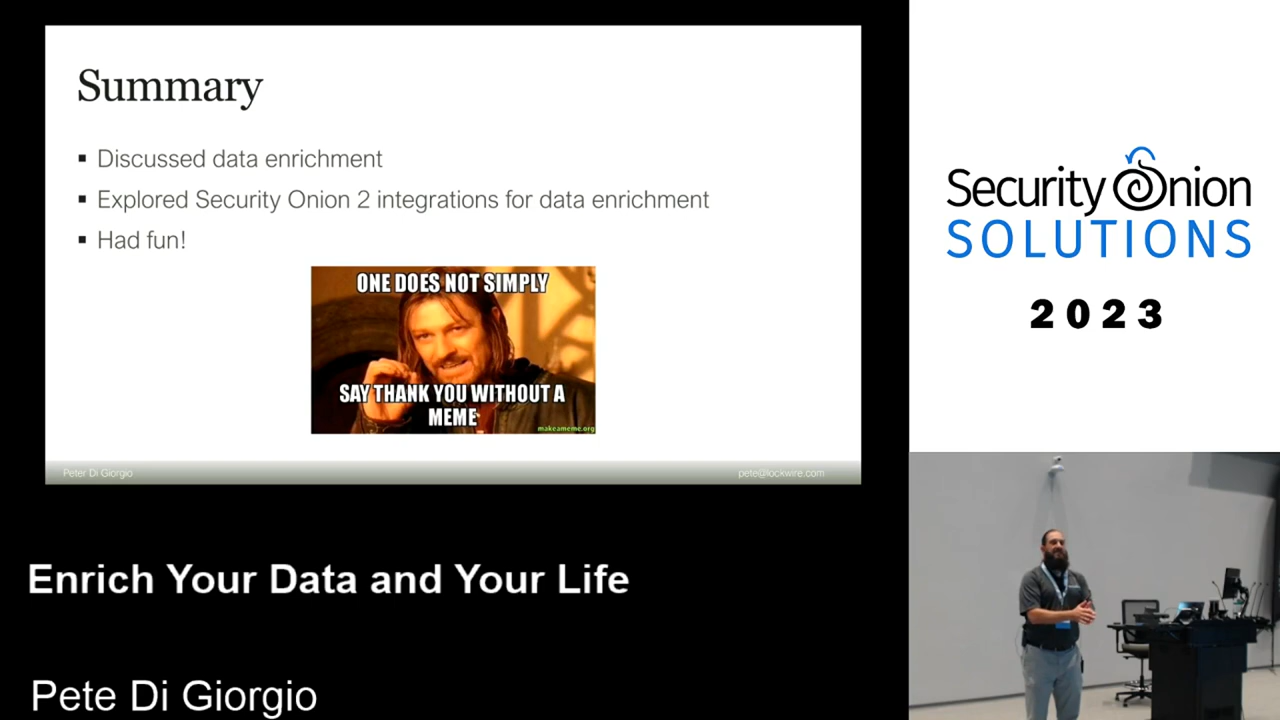 Summary
▪ Discussed data enrichment
▪ Explored Security Onion 2 integrations for data enrichment
▪ Had fun!
ONE DOES NOT SIMPLY
SAY THANK YOU WITHOUT A
MEME
makeameme.org
Peter Di Giorgio
pete@lockwire.com
Enrich Your Data and Your Life
Pete Di Giorgio
Security Onion
SOLUTIONS
2023